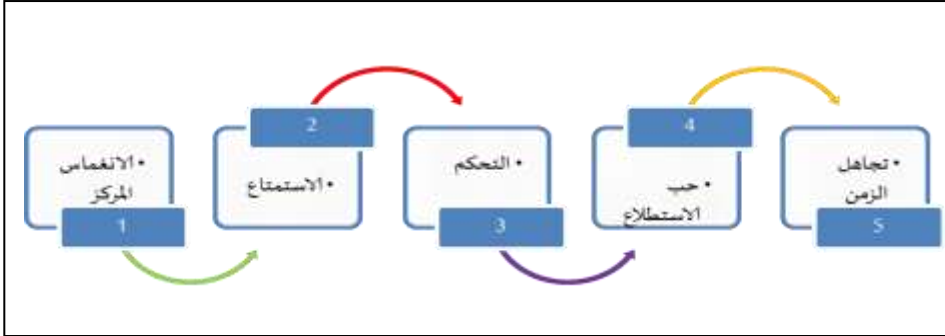 1
• الانغماس
المركز
2
• الاستمتاع
3
• التحكم
4
• حب
الاستطلاع
5
• تجاهل
الزمن